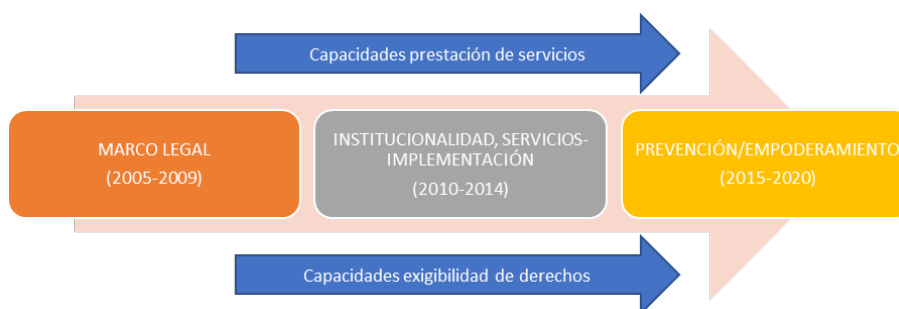 Capacidades prestación de servicios
MARCO LEGAL
(2005-2009)
INSTITUCIONALIDAD, SERVICIOS-
IMPLEMENTACIÓN
(2010-2014)
PREVENCIÓN/EMPODERAMIENTO
(2015-2020)
Capacidades exigibilidad de derechos